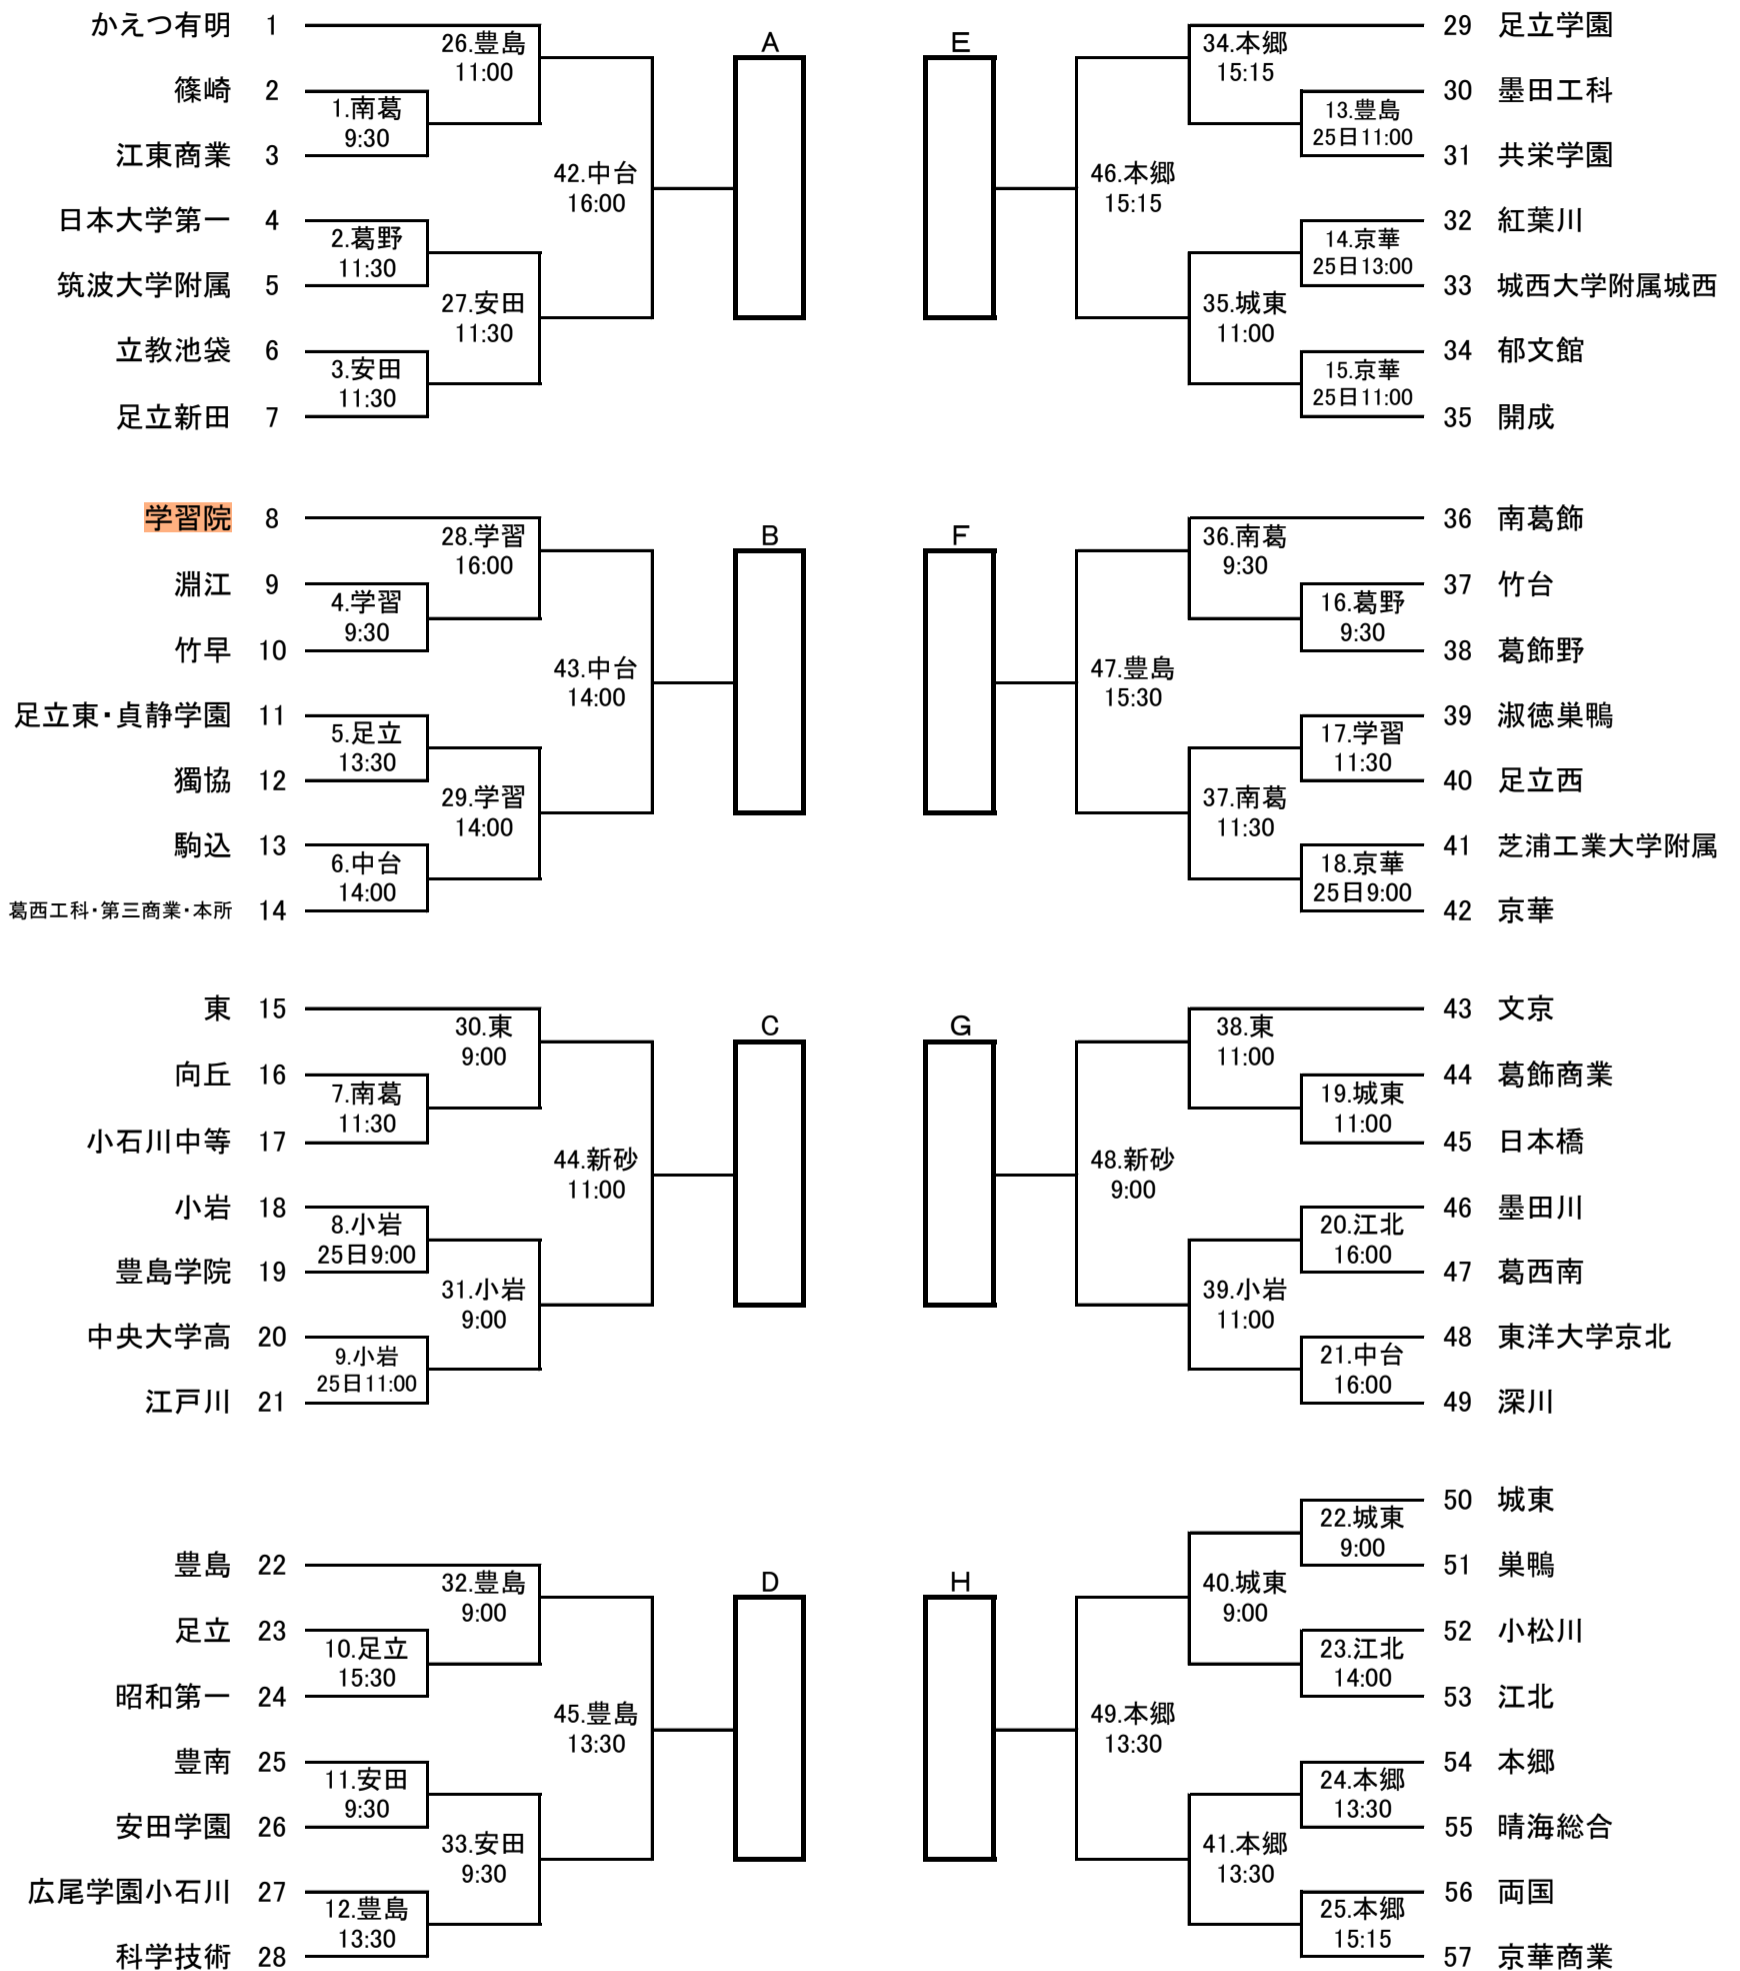 かえつ有明 1
26.豊島
11:00
篠崎 2
1.南葛
9:30
江東商業 3
42.中台
16:00
日本大学第一 4
2.葛野
11:30
筑波大学附属 5
27.安田
11:30
立教池袋 6
3.安田
11:30
足立新田 7
A
E
34.本郷
15:15
29 足立学園
30 墨田工科
13.豊島
25日11:00
31 共栄学園
46.本郷
15:15
32 紅葉川
14.京華
25日13:00
33 城西大学附属城西
35.城東
11:00
34 郁文館
15.京華
25日11:00
35 開成
学習院 8
28.学習
16:00
淵江 9
4.学習
9:30
竹早 10
43.中台
14:00
足立東・貞静学園 11
5.足立
13:30
獨協 12
29.学習
14:00
駒込 13
6.中台
14:00
葛西工科・第三商業・本所 14
B
F
36.南葛
9:30
36 南葛飾
37 竹台
16.葛野
9:30
38 葛飾野
47.豊島
15:30
39 淑徳巣鴨
17.学習
11:30
40 足立西
37.南葛
11:30
41 芝浦工業大学附属
18.京華
25日9:00
42 京華
東 15
30.東
9:00
向丘 16
7.南葛
11:30
小石川中等 17
44.新砂
11:00
小岩 18
8.小岩
25日9:00
豊島学院 19
31.小岩
9:00
中央大学高 20
9.小岩
25日11:00
江戸川 21
C
G
38.東
11:00
43 文京
44 葛飾商業
19.城東
11:00
45 日本橋
48.新砂
9:00
46 墨田川
20.江北
16:00
47 葛西南
39.小岩
11:00
48 東洋大学京北
21.中台
16:00
49 深川
豊島 22
32.豊島
9:00
足立 23
10.足立
15:30
昭和第一 24
45.豊島
13:30
豊南 25
11.安田
9:30
安田学園 26
33.安田
9:30
広尾学園小石川 27
12.豊島
13:30
科学技術 28
D
H
50 城東
22.城東
9:00
51 巣鴨
40.城東
9:00
52 小松川
23.江北
14:00
53 江北
49.本郷
13:30
54 本郷
24.本郷
13:30
55 晴海総合
41.本郷
13:30
56 両国
25.本郷
15:15
57 京華商業